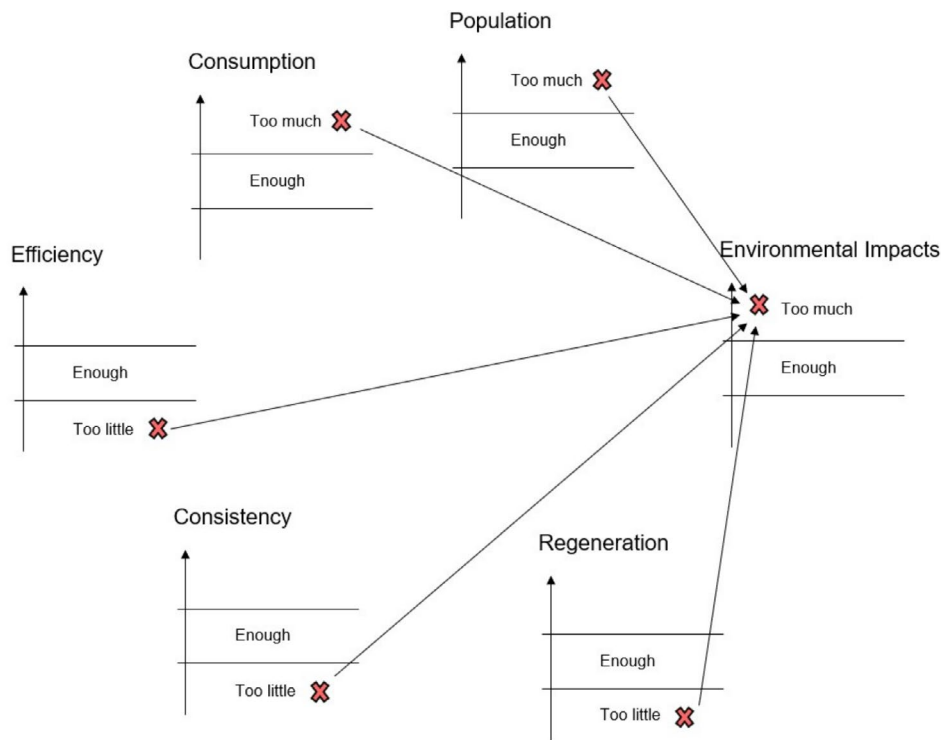 Population
Too much
Enough
Consumption
Too much
Enough
Efficiency
Enough
Too little
Environmental Impacts
Too much
Enough
Consistency
Enough
Too little
Regeneration
Enough
Too little